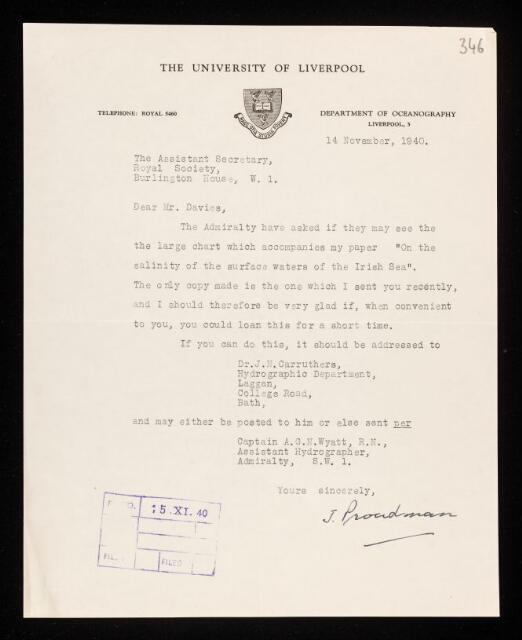 346
THE UNIVERSITY OF LIVERPOOL
TELEPHONE: ROYAL 5460
DEPARTMENT OF OCEANOGRAPHY
LIVERPOOL, 3
14 November, 1940.
The Assistant Secretary,
Royal Society,
Burlington House, W. 1.
Dear Mr. Davies,
The Admiralty have asked if they may see the
the large chart which accompanies my paper "On the
salinity of the surface waters of the Irish Sea".
The only copy made is the one which I sent you recently,
and I should therefore be very glad if, when convenient
to you, you could loan this for a short time.
If you can do this, it should be addressed to
Dr.J.N.Carruthers,
Hydrographic Department,
Laggan,
College Road,
Bath,
and may either be posted to him or else sent per
Captain A.G.N.Wyatt, R.N.,
Assistant Hydrographer,
Admiralty, S.W. 1.
Yours sincerely,
J. Proudman
15.XI.40
FILED